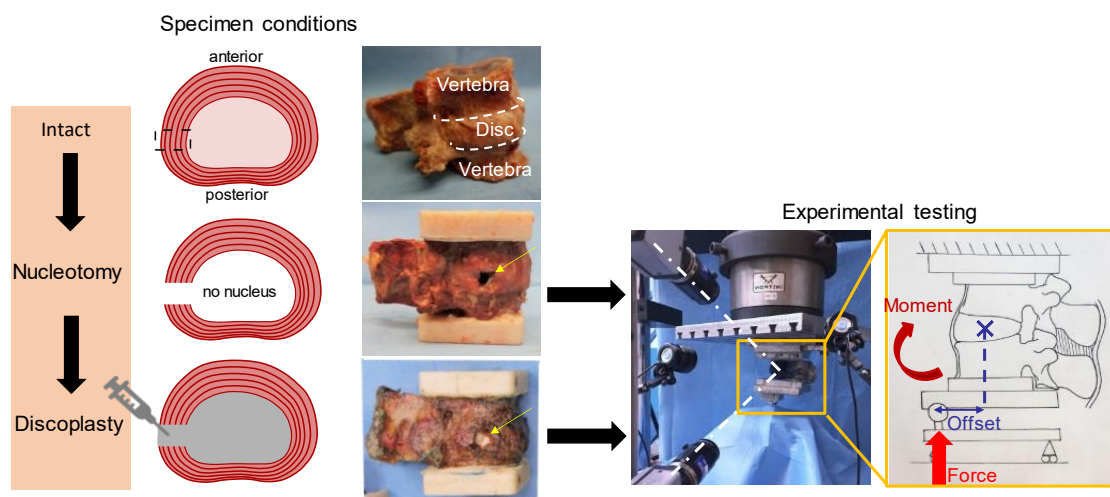 Specimen conditions
anterior
Intact
posterior
Nucleotomy
no nucleus
Discoplasty
Vertebra
Disc
Vertebra
Experimental testing
Moment
Offset
Force